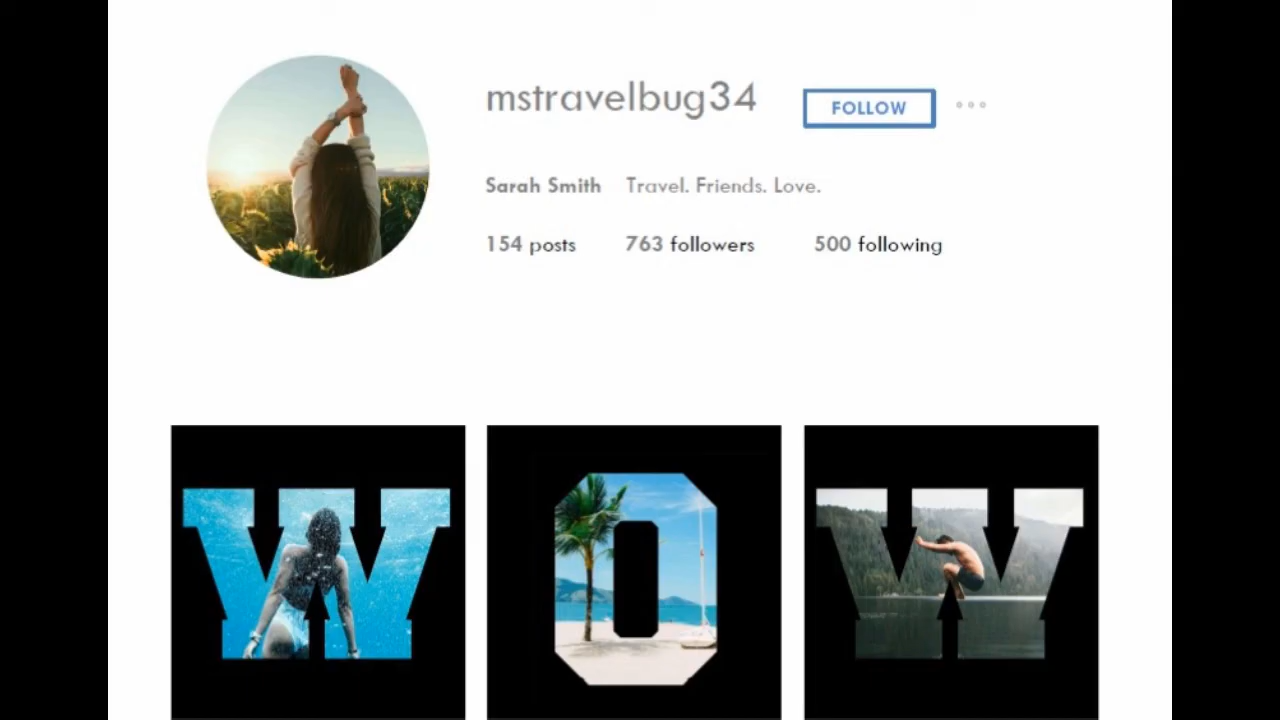 mstravelbug34 FOLLOW
Sarah Smith Travel. Friends. Love.
154 posts 763 followers 500 following
W O W